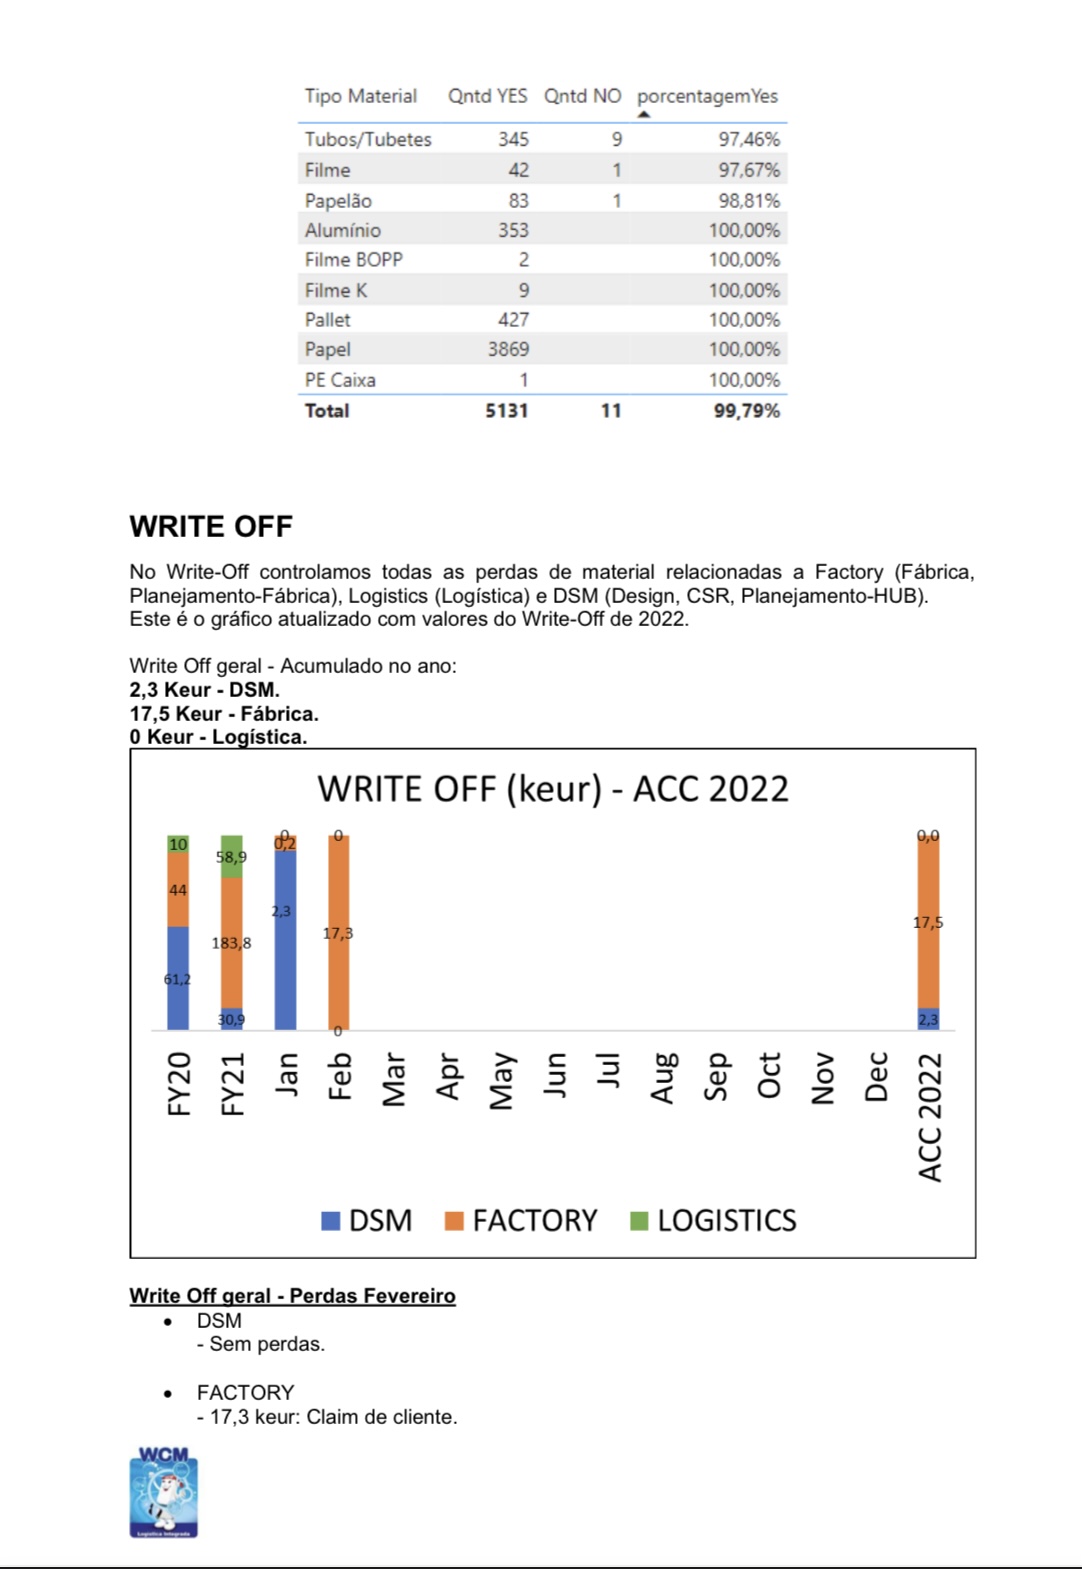 Tipo Material Qntd YES Qntd NO porcentagemYes
Tubos/Tubetes 345 9 97,46%
Filme 42 1 97,67%
Papelão 83 1 98,81%
Alumínio 353 100,00%
Filme BOPP 2 100,00%
Filme K 9 100,00%
Pallet 427 100,00%
Papel 3869 100,00%
PE Caixa 1 100,00%
Total 5131 11 99,79%
WRITE OFF
No Write-Off controlamos todas as perdas de material relacionadas a Factory (Fábrica,
Planejamento-Fábrica), Logistics (Logística) e DSM (Design, CSR, Planejamento-HUB).
Este é o gráfico atualizado com valores do Write-Off de 2022.
Write Off geral - Acumulado no ano:
2,3 Keur - DSM.
17,5 Keur - Fábrica.
0 Keur - Logística.
WRITE OFF (keur) - ACC 2022
10 58,9 0 0 0,0
44 183,8 0,2 17,3 17,5
61,2 30,9 2,3 0 2,3
FY20 FY21 Jan Feb Mar Apr May Jun Jul Aug Sep Oct Nov Dec ACC 2022
DSM FACTORY LOGISTICS
Write Off geral - Perdas Fevereiro
• DSM
- Sem perdas.
• FACTORY
- 17,3 keur: Claim de cliente.
WCM
Logística Integrada